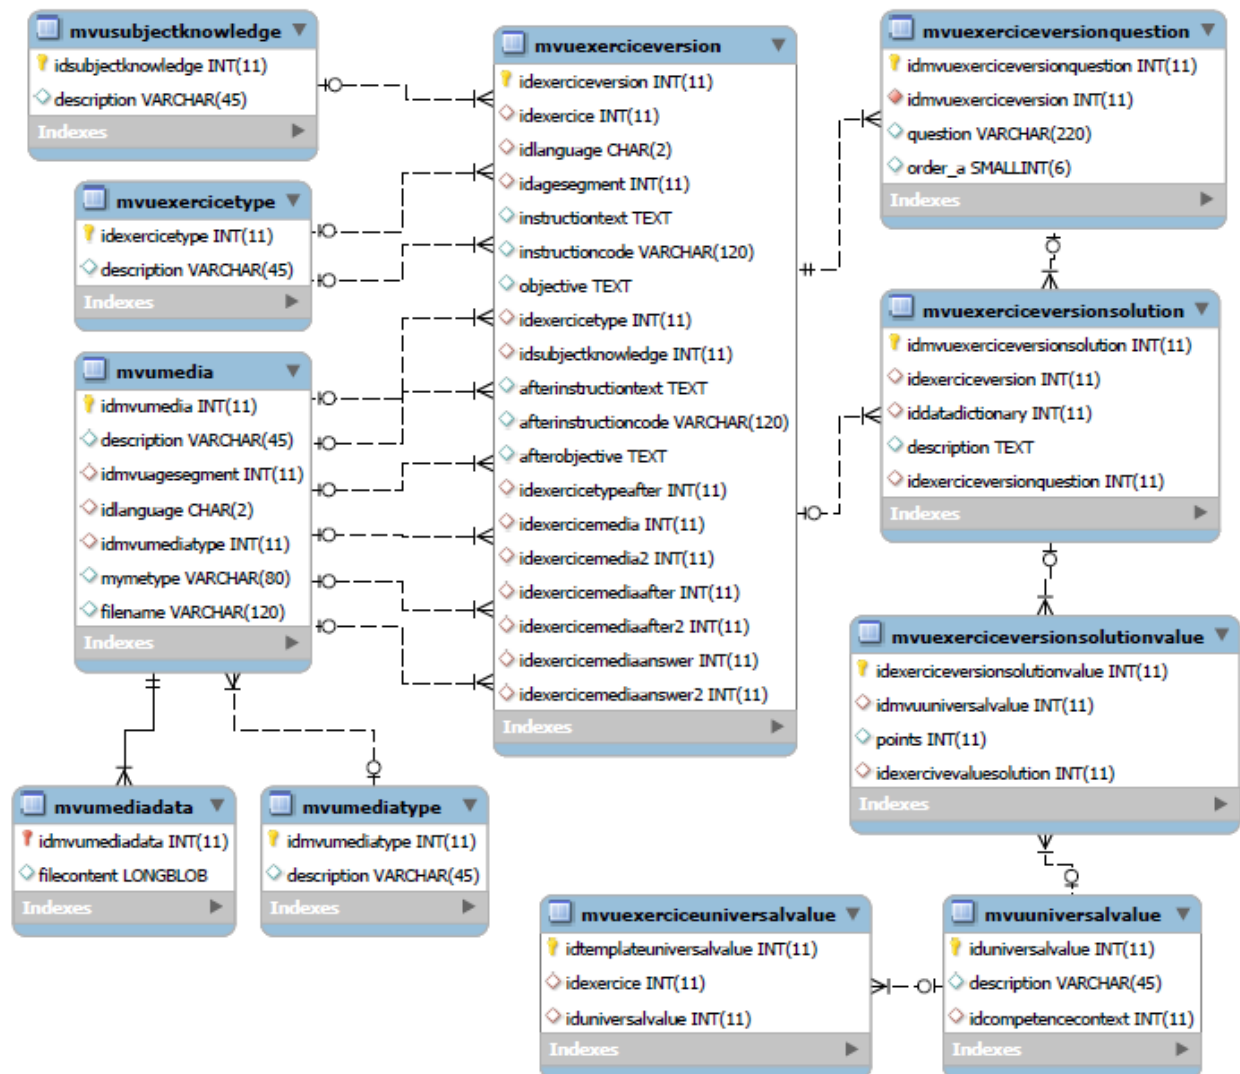 mvusubjectknowledge
idsubjectknowledge INT(11)
description VARCHAR(45)
Indexes
mvuexercicetype
idexercicetype INT(11)
description VARCHAR(45)
Indexes
mvumedia
idmvumedia INT(11)
description VARCHAR(45)
idmvuagesegment INT(11)
idlanguage CHAR(2)
idmvumediatype INT(11)
mymetype VARCHAR(80)
filename VARCHAR(120)
Indexes
mvumediadata
idmvumediadata INT(11)
filecontent LONGBLOB
Indexes
mvumediatype
idmvumediatype INT(11)
description VARCHAR(45)
Indexes
mvuexerciceversion
idexerciceversion INT(11)
idexercice INT(11)
idlanguage CHAR(2)
idagesegment INT(11)
instructiontext TEXT
instructioncode VARCHAR(120)
objective TEXT
idexercicetype INT(11)
idsubjectknowledge INT(11)
afterinstructiontext TEXT
afterinstructioncode VARCHAR(120)
afterobjective TEXT
idexercicetypeafter INT(11)
idexercicemedia INT(11)
idexercicemedia2 INT(11)
idexercicemediaafter INT(11)
idexercicemediaafter2 INT(11)
idexercicemediaanswer INT(11)
idexercicemediaanswer2 INT(11)
Indexes
mvuexerciceversionquestion
idmvuexerciceversionquestion INT(11)
idmvuexerciceversion INT(11)
question VARCHAR(220)
order_a SMALLINT(6)
Indexes
mvuexerciceversionsolution
idmvuexerciceversionsolution INT(11)
idexerciceversion INT(11)
iddatadictionary INT(11)
description TEXT
idexerciceversionquestion INT(11)
Indexes
mvuexerciceversionsolutionvalue
idexerciceversionsolutionvalue INT(11)
idmvuuniversalvalue INT(11)
points INT(11)
idexercivevaluesolution INT(11)
Indexes
mvuexerciceuniversalvalue
idtemplateuniversalvalue INT(11)
idexercice INT(11)
iduniversalvalue INT(11)
Indexes
mvuuniversalvalue
iduniversalvalue INT(11)
description VARCHAR(45)
idcompetencecontext INT(11)
Indexes